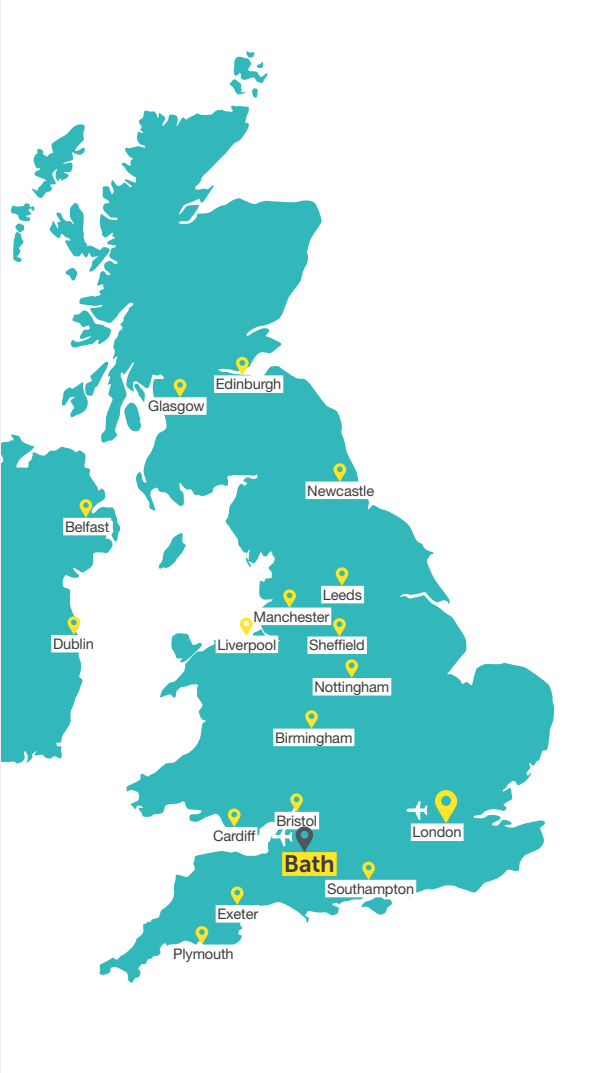 Edinburgh
Glasgow
Newcastle
Belfast
Leeds
Manchester
Dublin
Liverpool
Sheffield
Nottingham
Birmingham
Bristol
London
Cardiff
Bath
Southampton
Exeter
Plymouth